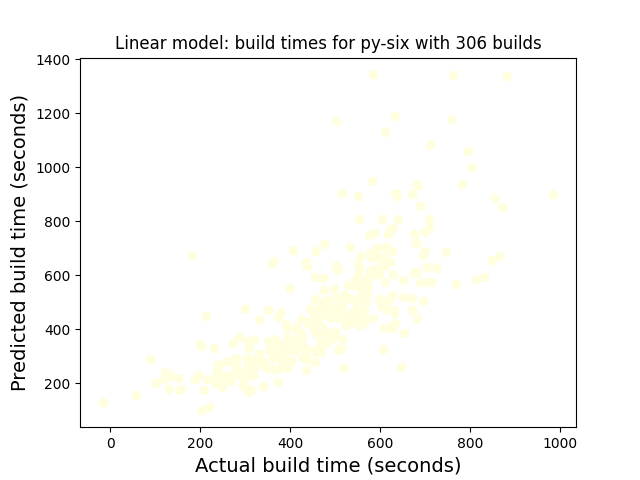 Linear model: build times for py-six with 306 builds
Predicted build time (seconds)
1400
1200
1000
800
600
400
200
0 200 400 600 800 1000
Actual build time (seconds)